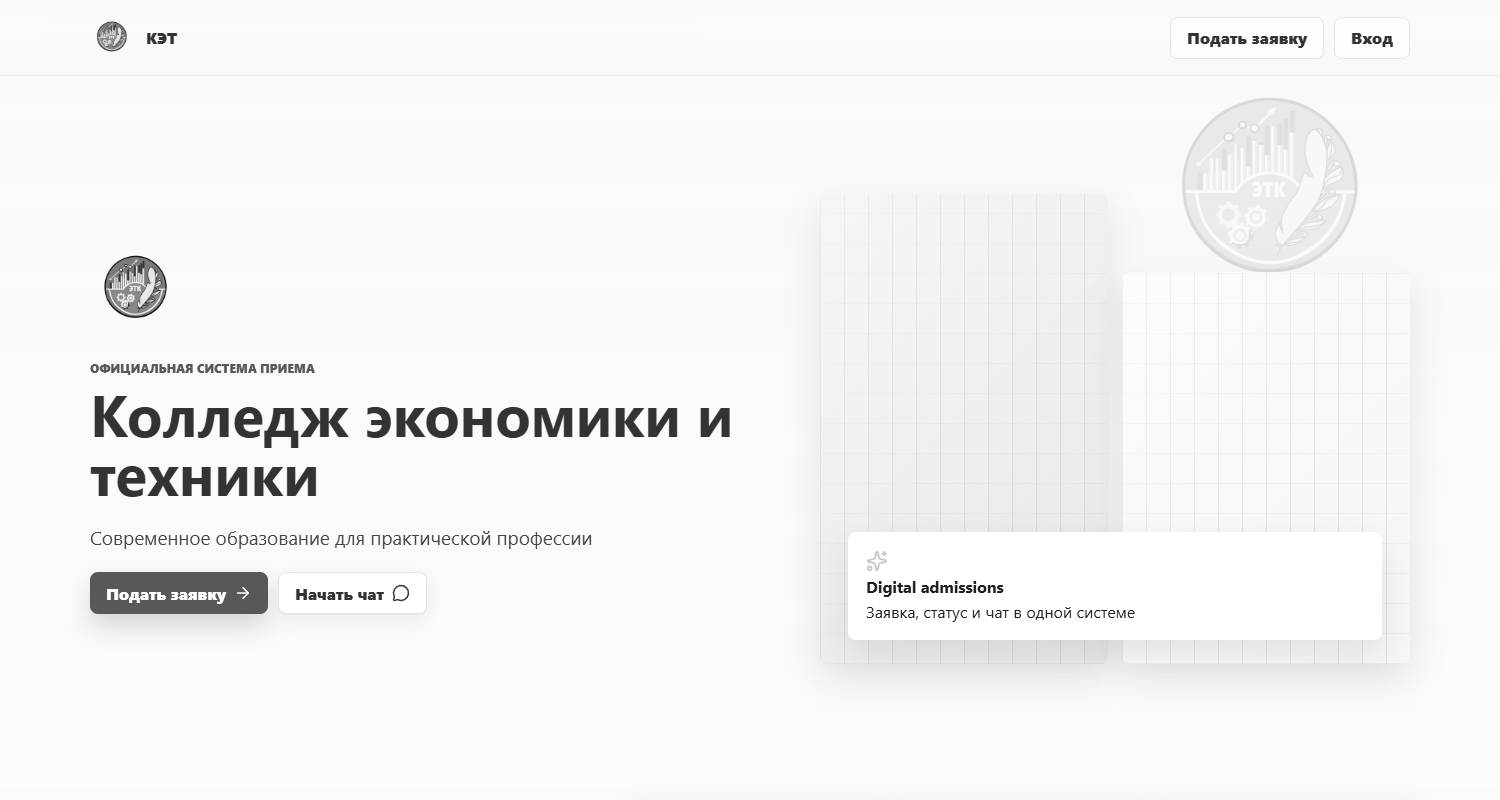 КЭТ
Подать заявку
Вход
ЭТК
ЭТК
ОФИЦИАЛЬНАЯ СИСТЕМА ПРИЕМА
Колледж экономики и
техники
Современное образование для практической профессии
Подать заявку
Начать чат
Digital admissions
Заявка, статус и чат в одной системе